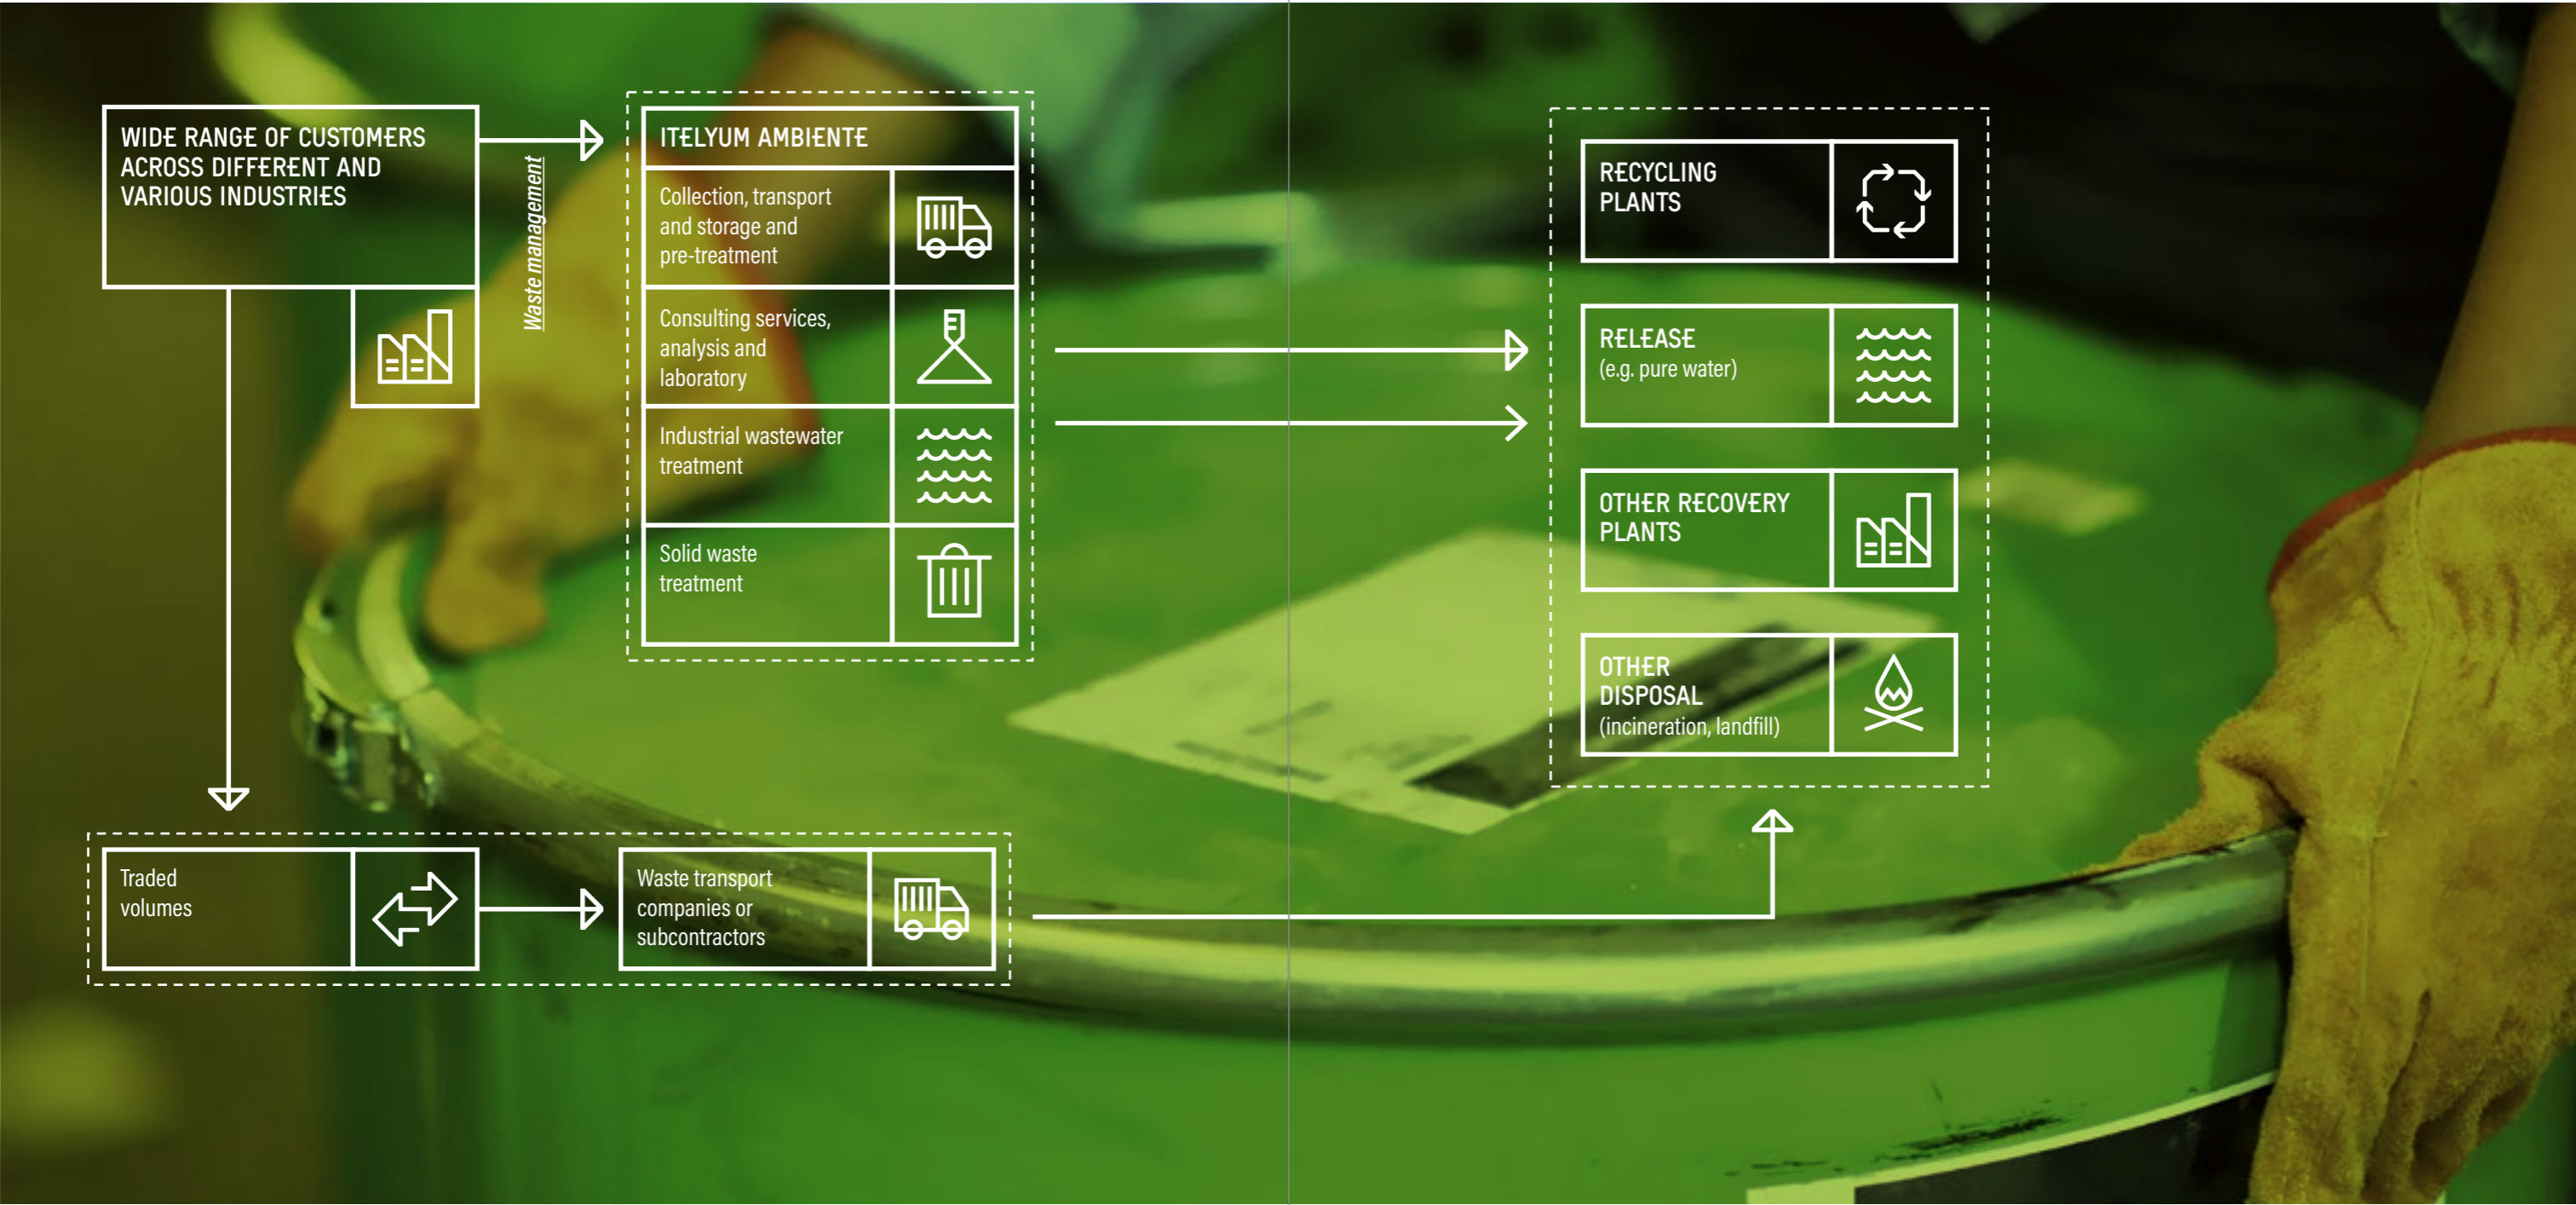 WIDE RANGE OF CUSTOMERS
ACROSS DIFFERENT AND
VARIOUS INDUSTRIES
Waste management
ITELYUM AMBIENTE
Collection, transport
and storage and
pre-treatment
Consulting services,
analysis and
laboratory
Industrial wastewater
treatment
Solid waste
treatment
RECYCLING
PLANTS
RELEASE
(e.g. pure water)
OTHER RECOVERY
PLANTS
OTHER
DISPOSAL
(incineration, landfill)
Traded
volumes
Waste transport
companies or
subcontractors